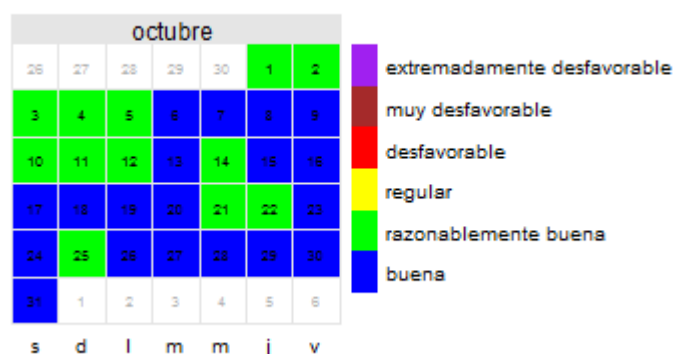 octubre
26 27 28 29 30 1 2
3 4 5 6 7 8 9
10 11 12 13 14 15 16
17 18 19 20 21 22 23
24 25 26 27 28 29 30
31 1 2 3 4 5 6
s d l m m j v
extremadamente desfavorable
muy desfavorable
desfavorable
regular
razonablemente buena
buena